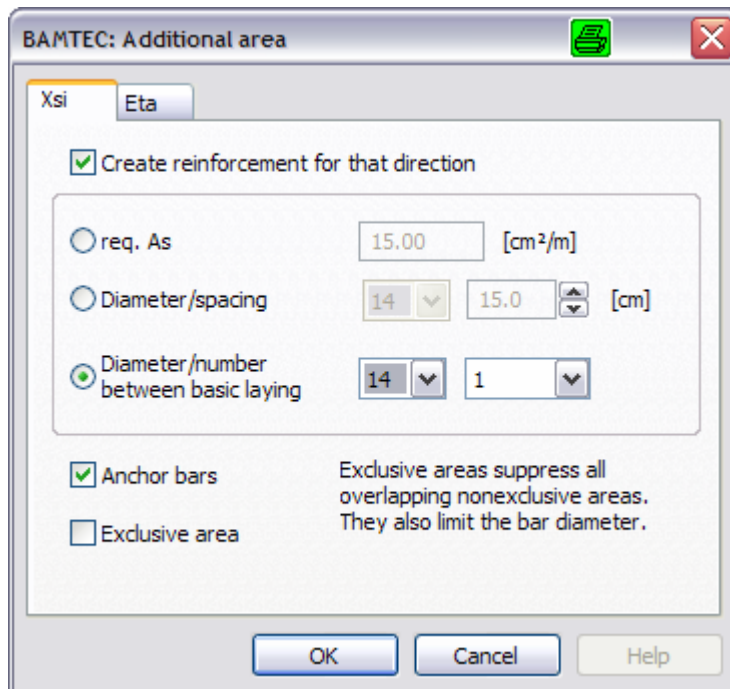 BAMTEC: Additional area
Xsi
Eta
Create reinforcement for that direction
req. As
15.00
[cm²/m]
Diameter/spacing
14
15.0
[cm]
Diameter/number
between basic laying
14
1
Anchor bars
Exclusive area
Exclusive areas suppress all
overlapping nonexclusive areas.
They also limit the bar diameter.
OK
Cancel
Help